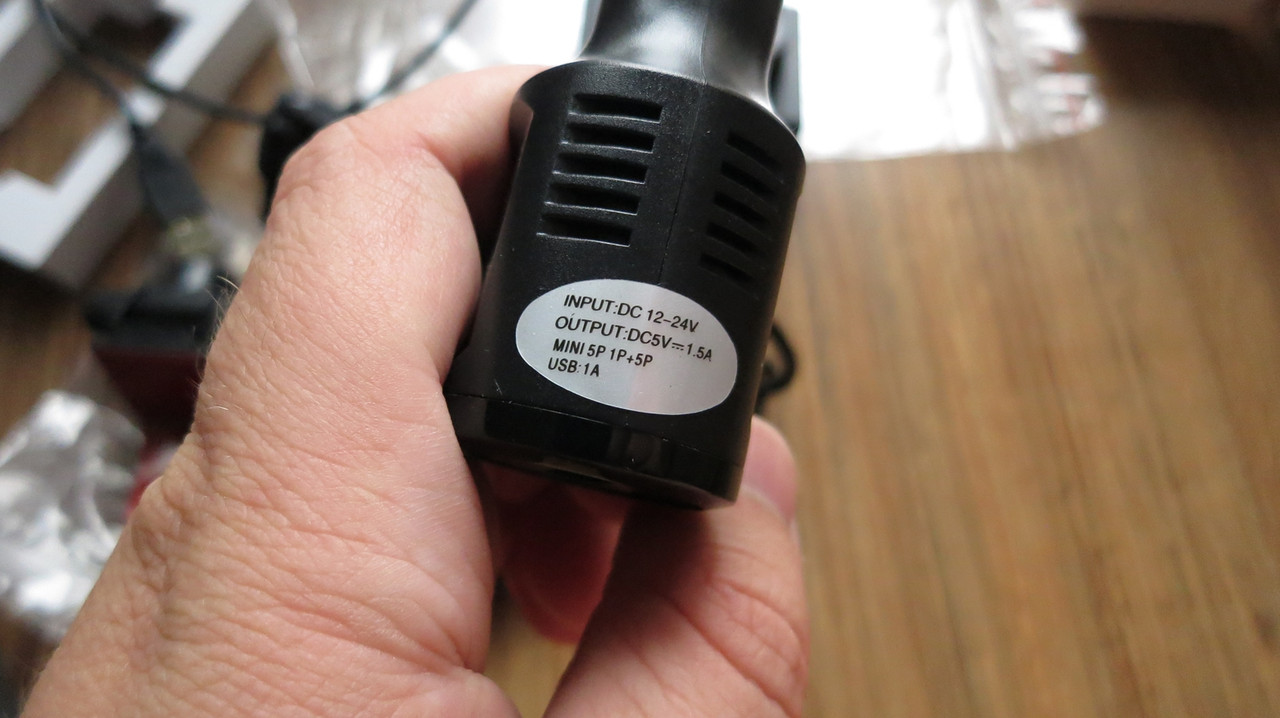 INPUT:DC 12-24V
OUTPUT:DC5V⎓1.5A
MINI 5P 1P+5P
USB:1A